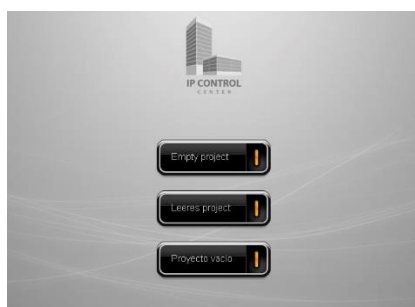 IP CONTROL
CENTER
Empty project
Leeres project
Proyecto vacio